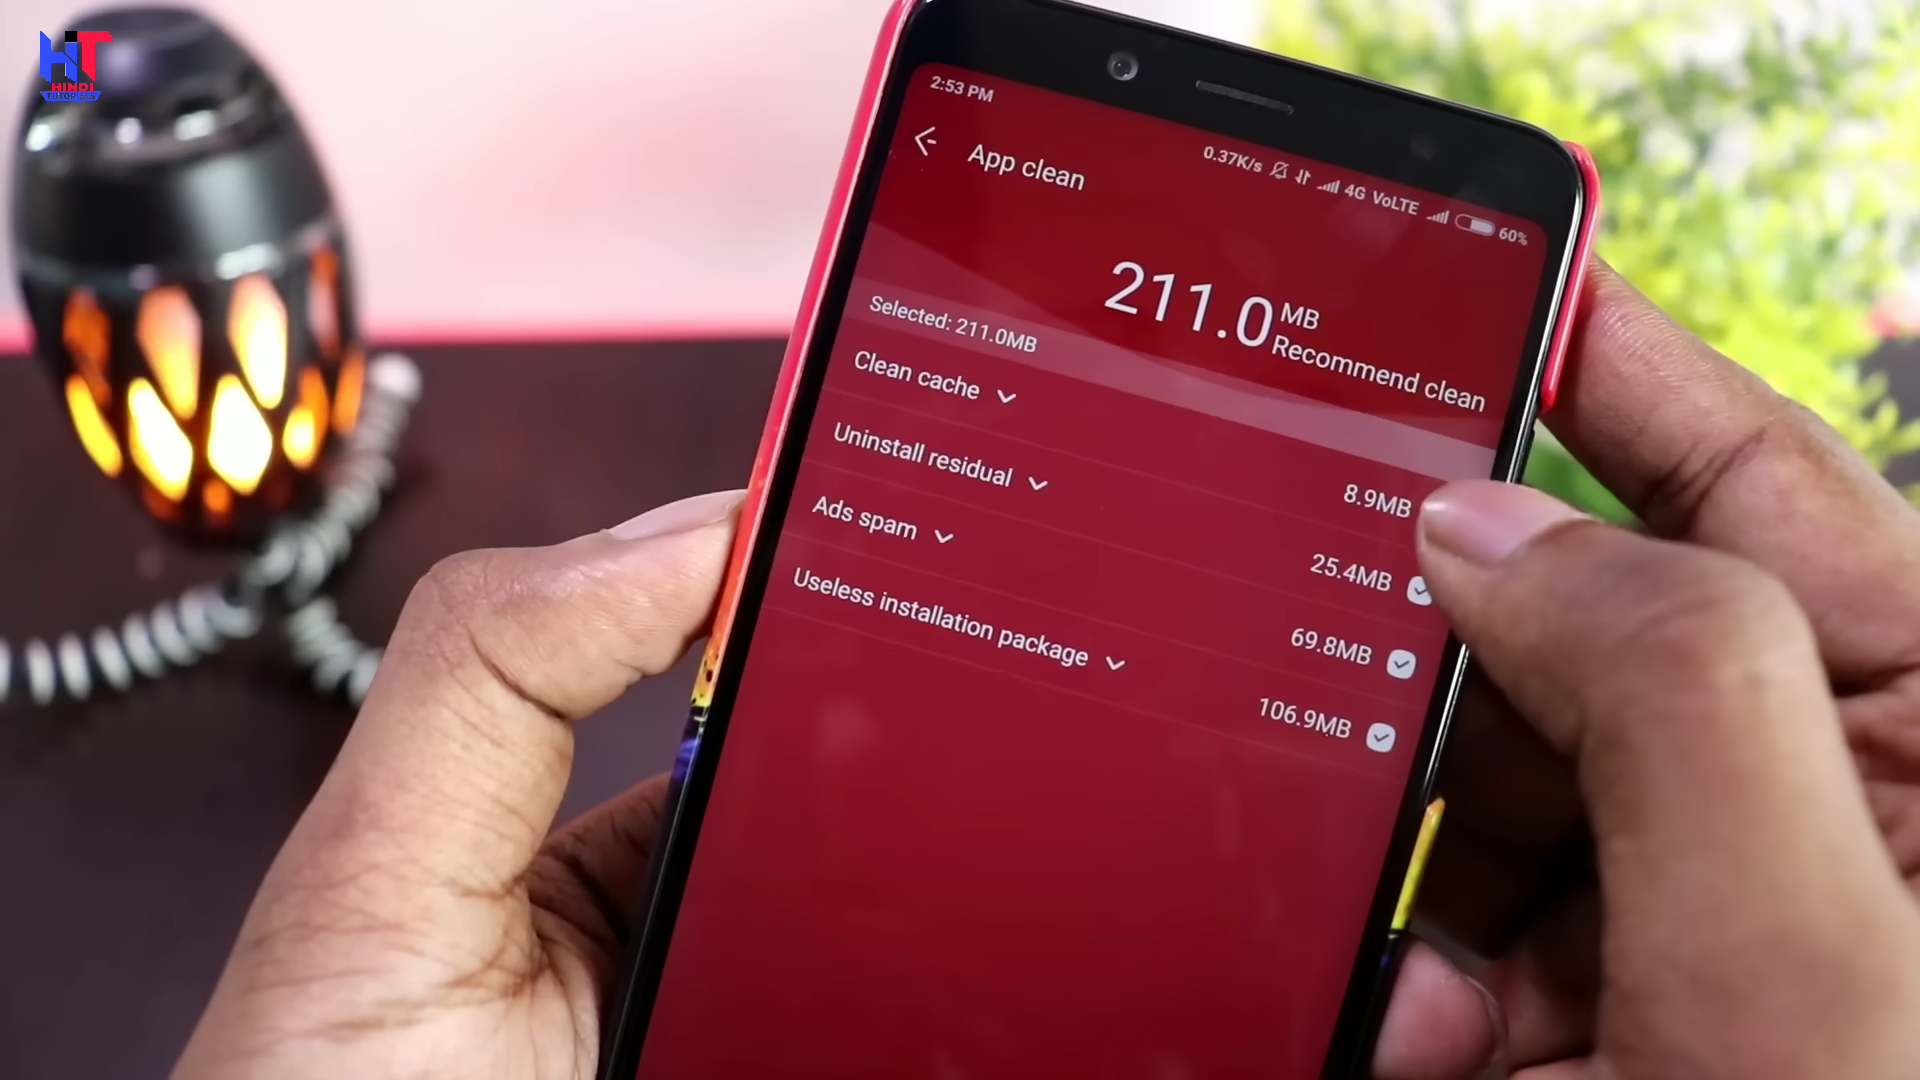 HT
HINDI
TUTORIALS
2:53 PM
0.37K/s 4G VoLTE 60%
App clean
211.0 MB
Recommend clean
Selected: 211.0MB
Clean cache
8.9MB
Uninstall residual
25.4MB
Ads spam
69.8MB
Useless installation package
106.9MB